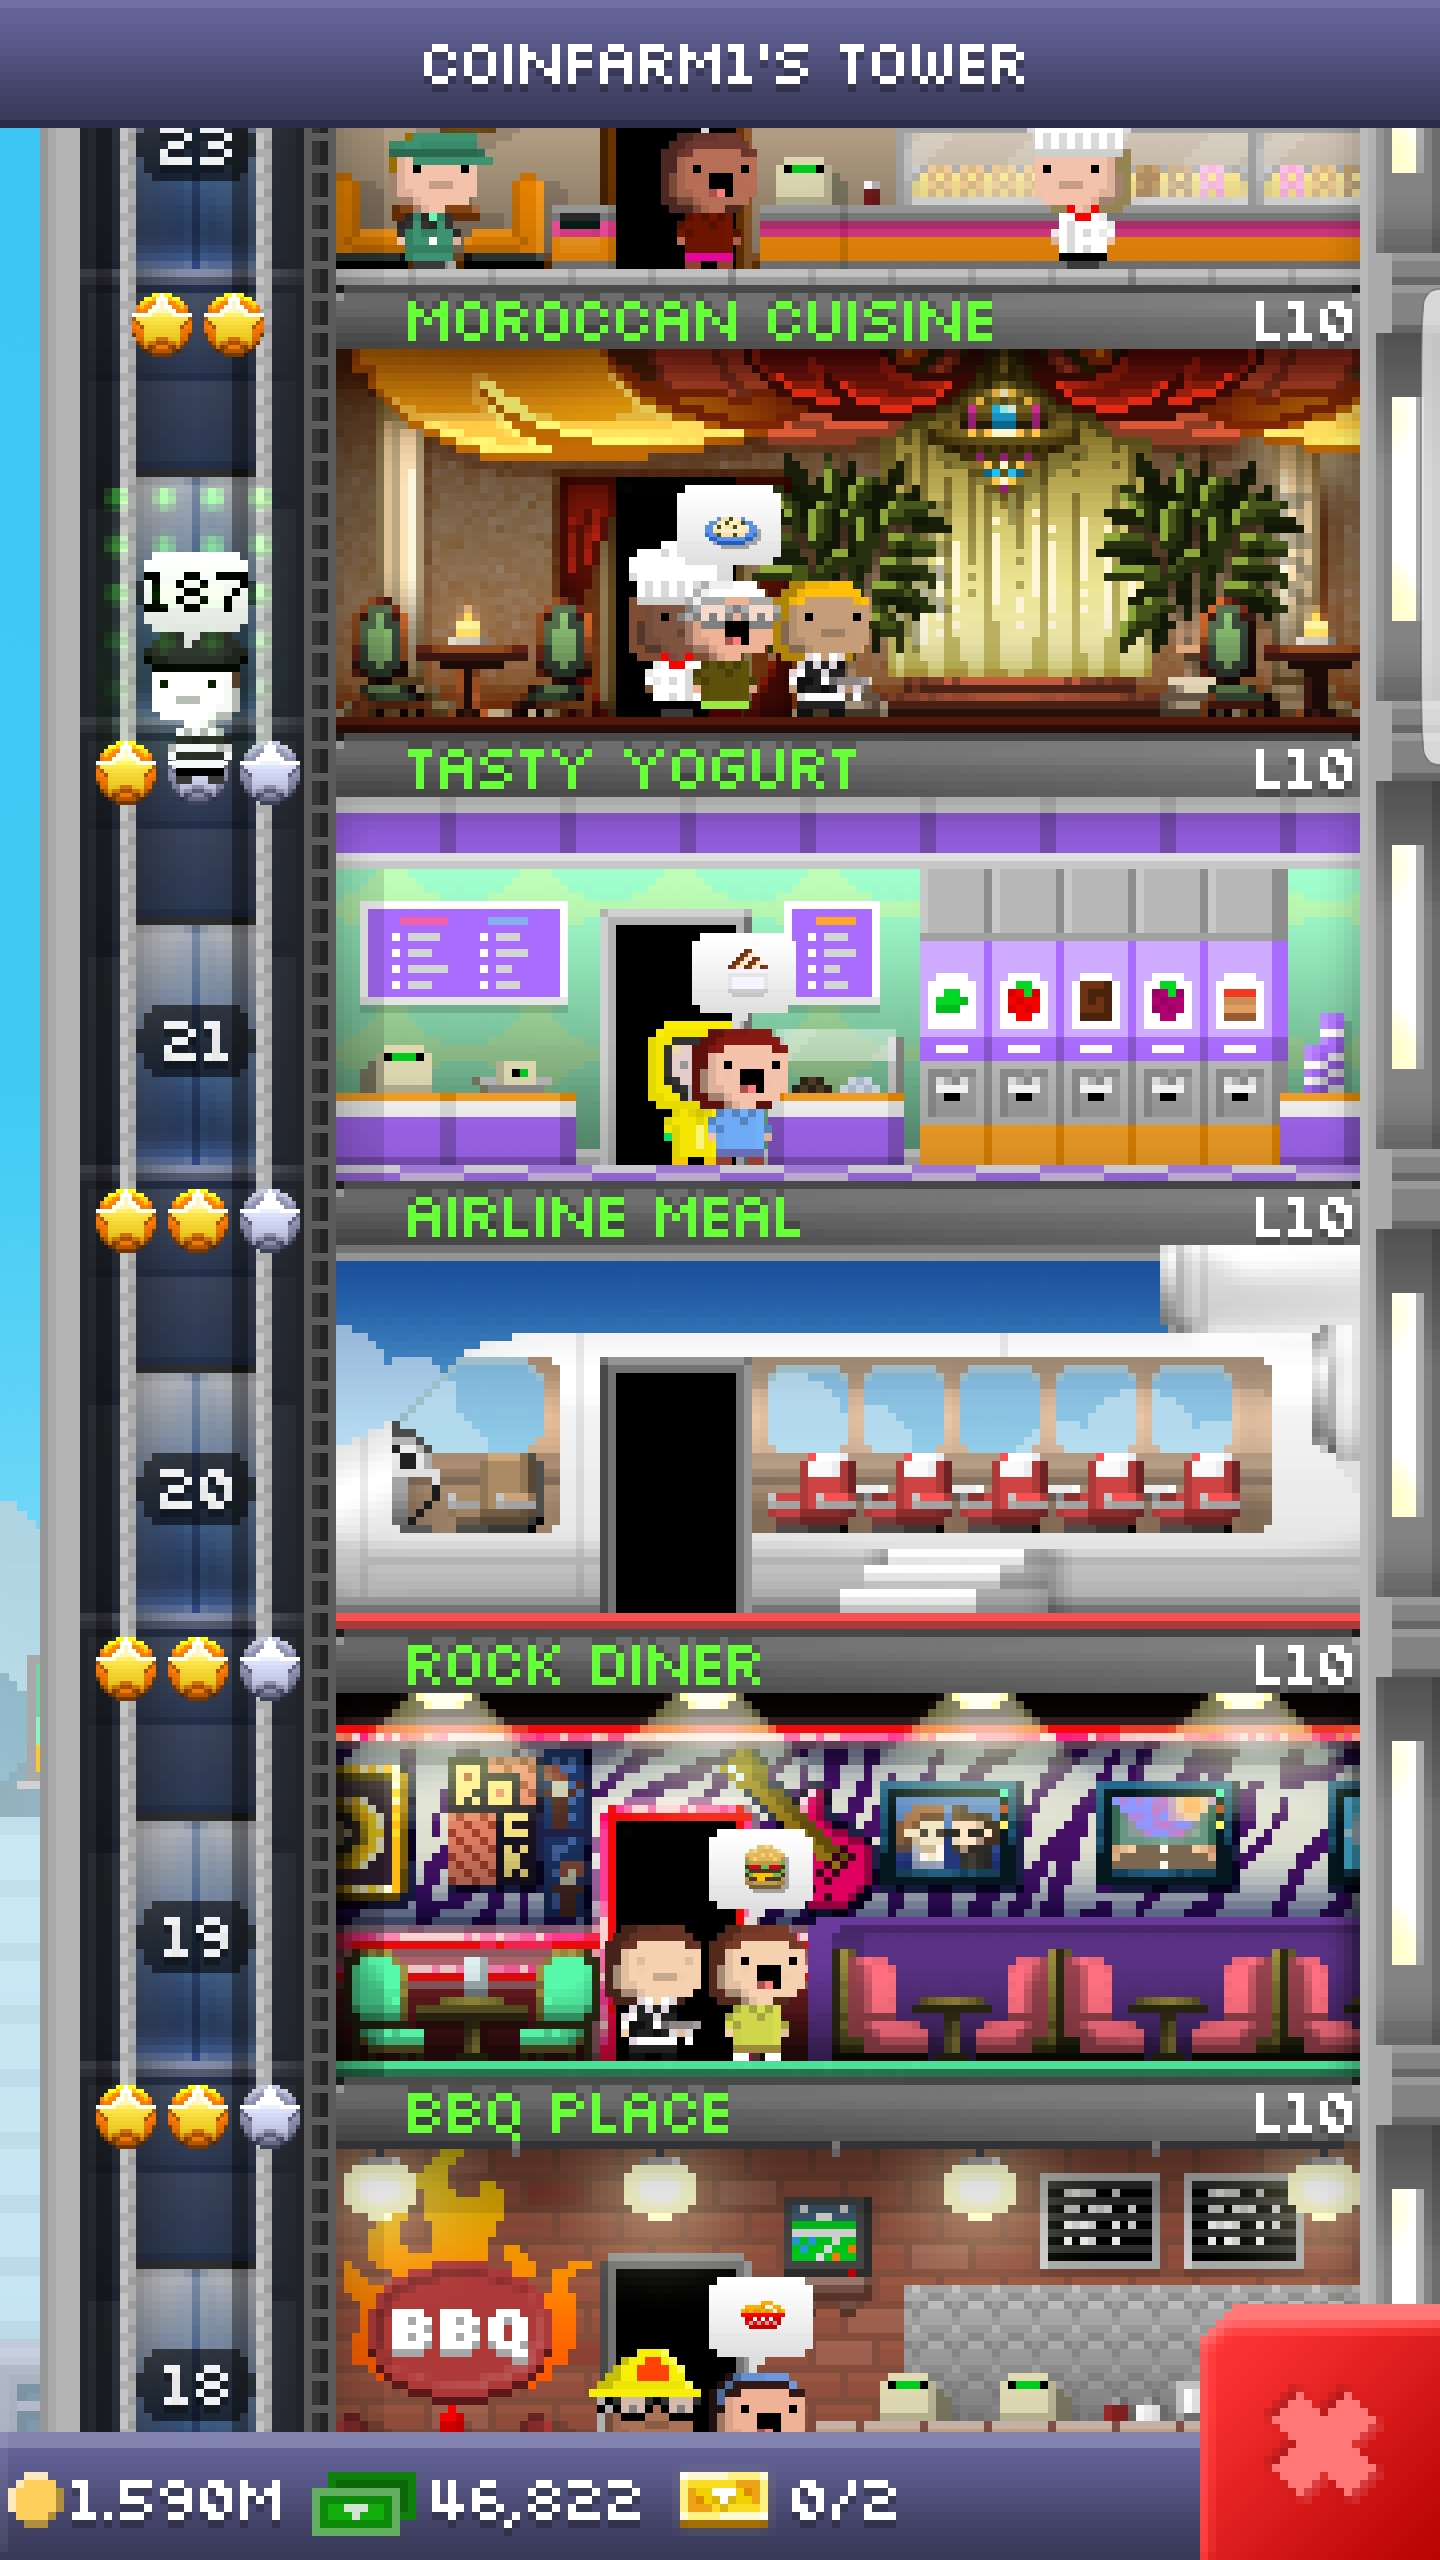 COINFARM1'S TOWER
23
MOROCCAN CUISINE L10
187
TASTY YOGURT L10
21
AIRLINE MEAL L10
20
ROCK DINER L10
ROCK
19
BBQ PLACE L10
BBQ
18
1.590M 46,822 0/2